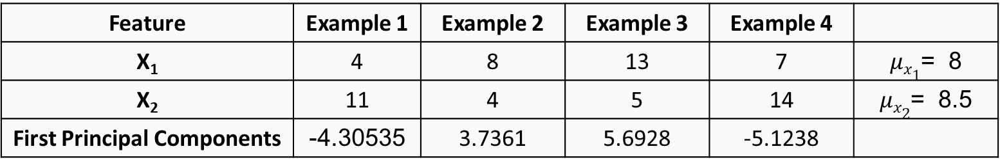 Feature Example 1 Example 2 Example 3 Example 4
X₁ 4 8 13 7 μₓ₁= 8
X₂ 11 4 5 14 μₓ₂= 8.5
First Principal Components -4.30535 3.7361 5.6928 -5.1238